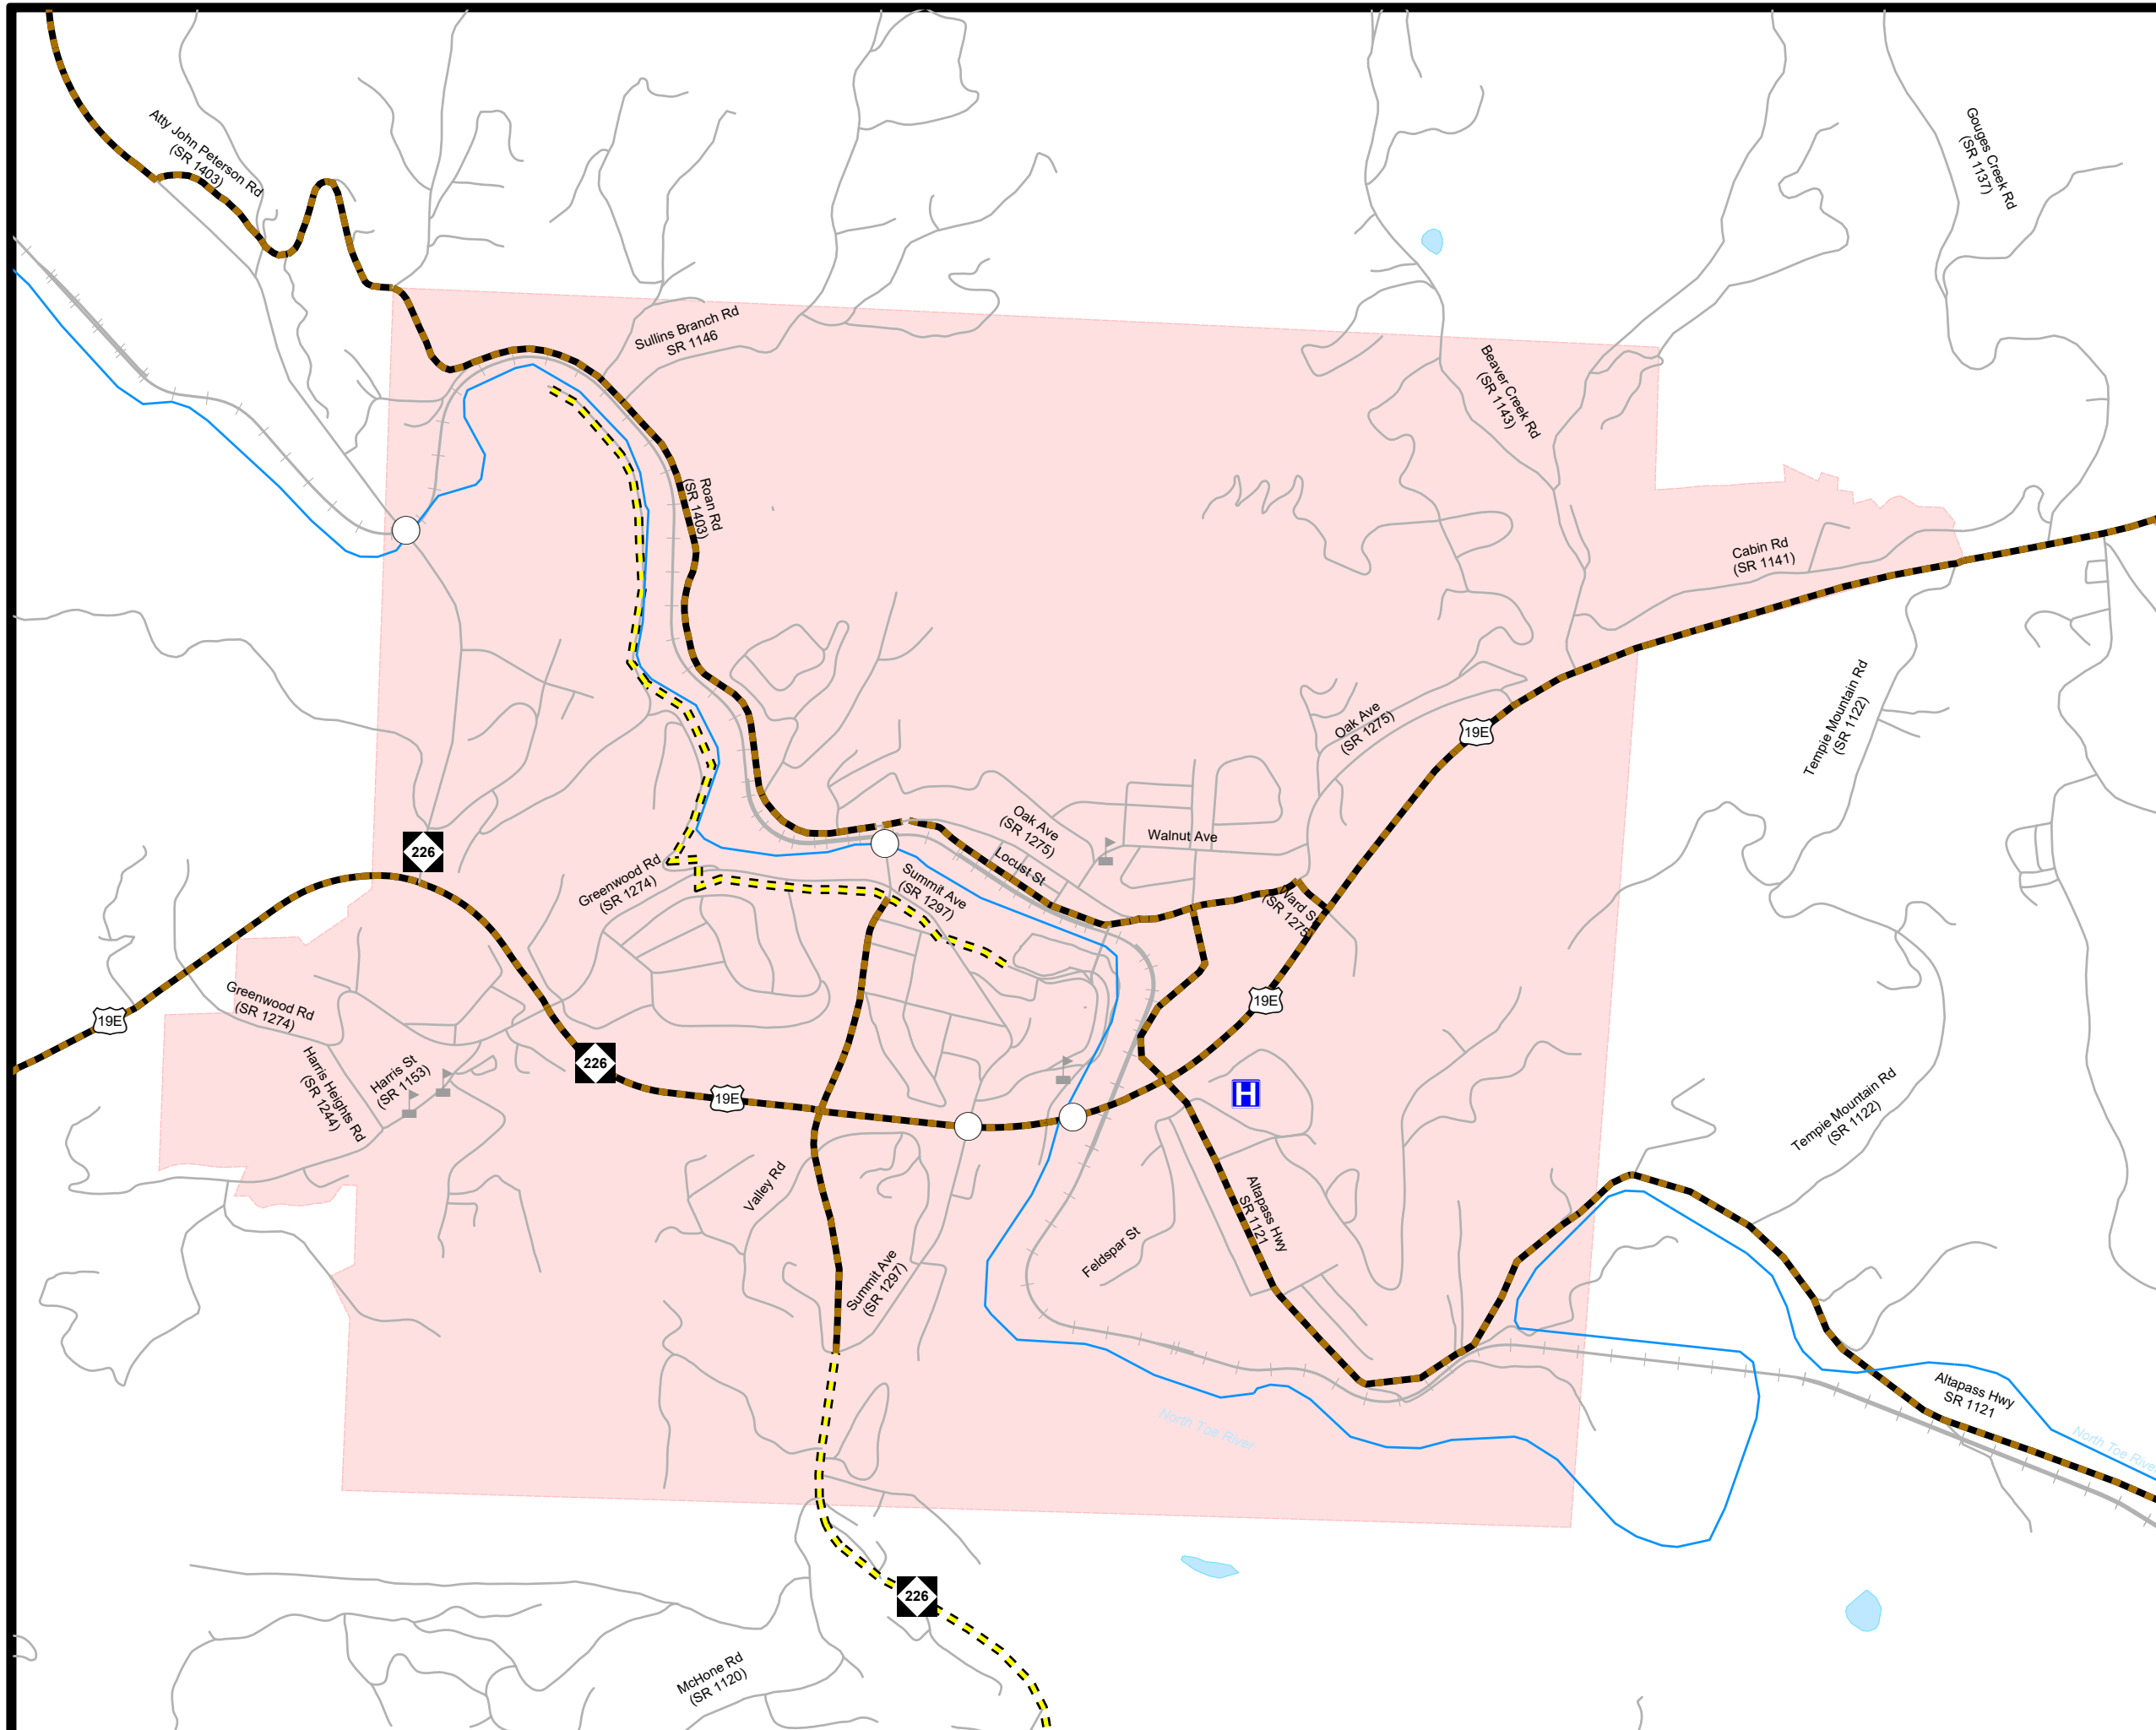 Atty John Peterson Rd
(SR 1403)
Gouges Creek Rd
(SR 1137)
Sullins Branch Rd
SR 1146
Beaver Creek Rd
(SR 1143)
Roan Rd
(SR 1403)
Cabin Rd
(SR 1141)
Tempie Mountain Rd
(SR 1122)
Oak Ave
(SR 1275)
19E
Oak Ave
(SR 1275)
Walnut Ave
226
Locust St
Greenwood Rd
(SR 1274)
Summit Ave
(SR 1297)
Ward S
(SR 1275
Greenwood Rd
(SR 1274)
19E
19E
226
Harris Heights Rd
(SR 1244)
Harris St
(SR 1153)
19E
H
Tempie Mountain Rd
(SR 1122)
Valley Rd
Altapass Hwy
SR 1121
Feldspar St
Summit Ave
(SR 1297)
Altapass Hwy
SR 1121
North Toe River
North Toe River
226
McHone Rd
(SR 1120)